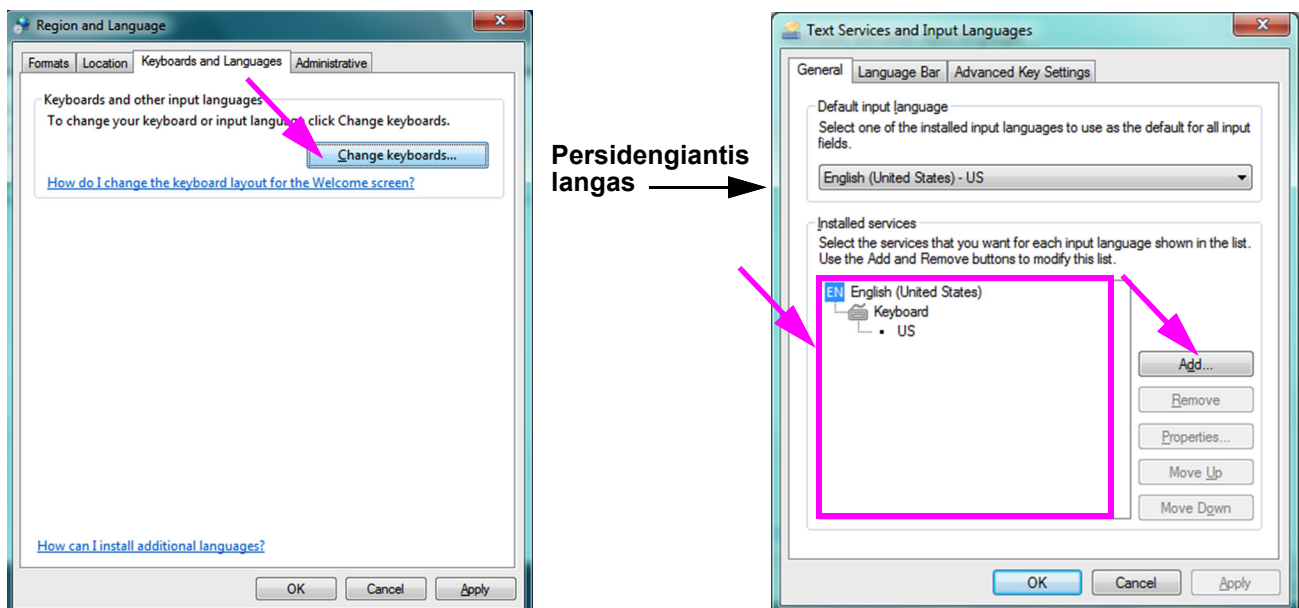 Region and Language
Formats Location Keyboards and Languages Administrative
Keyboards and other input languages
To change your keyboard or input language click Change keyboards.
Change keyboards...
How do I change the keyboard layout for the Welcome screen?
How can I install additional languages?
OK Cancel Apply
Persidengiantis
langas
Text Services and Input Languages
General Language Bar Advanced Key Settings
Default input language
Select one of the installed input languages to use as the default for all input
fields.
English (United States) - US
Installed services
Select the services that you want for each input language shown in the list.
Use the Add and Remove buttons to modify this list.
EN English (United States)
Keyboard
US
Add...
Remove
Properties...
Move Up
Move Down
OK Cancel Apply